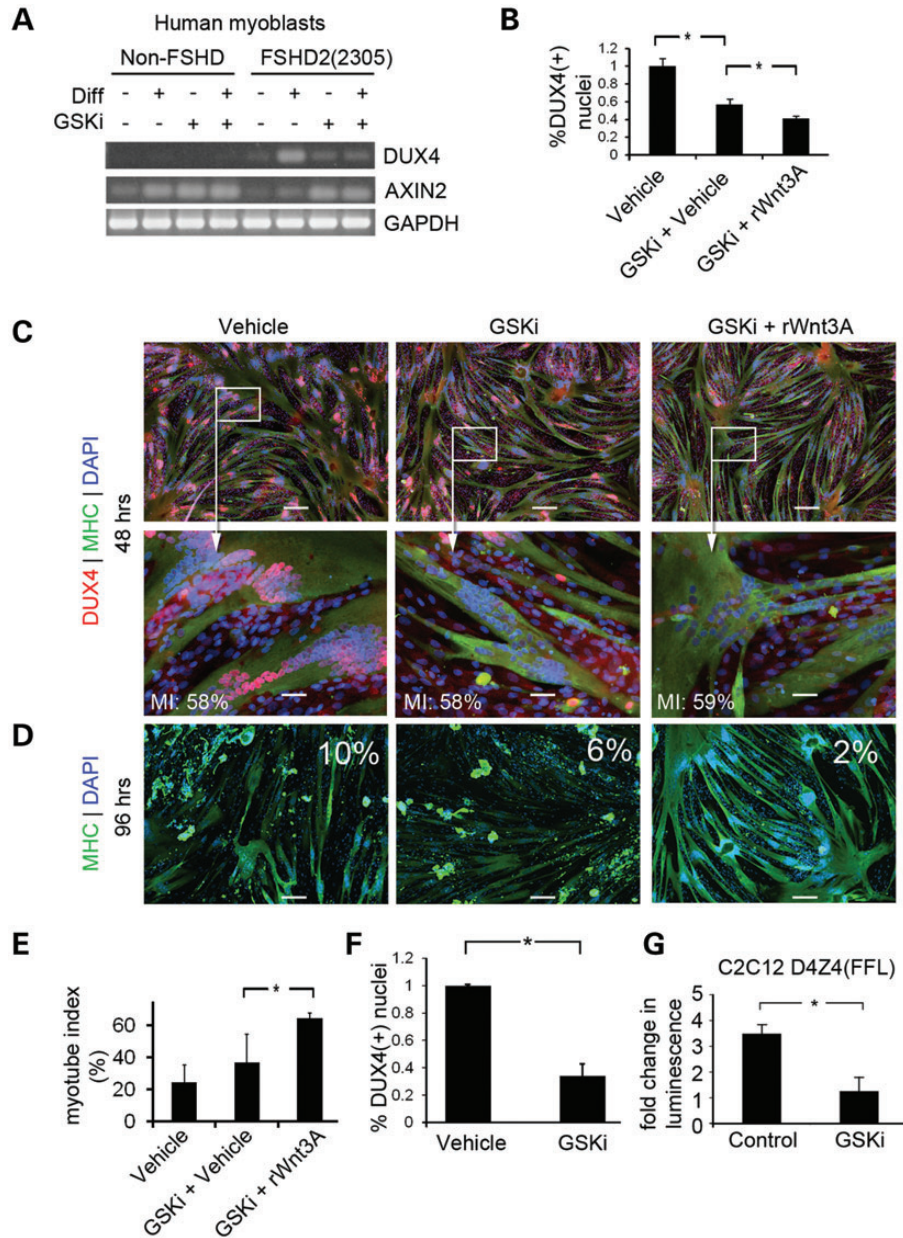 A
Human myoblasts
Non-FSHD FSHD2(2305)
Diff - + - + - + - +
GSKi - - + + - - + +
DUX4
AXIN2
GAPDH
B
%DUX4(+)
nuclei
1.2
1
0.8
0.6
0.4
0.2
0
* *
Vehicle
GSKi + Vehicle
GSKi + rWnt3A
C
Vehicle GSKi GSKi + rWnt3A
DUX4 | MHC | DAPI
48 hrs
MI: 58% MI: 58% MI: 59%
D
MHC | DAPI
96 hrs
10% 6% 2%
E
myotube index
(%)
60
40
20
0
*
Vehicle
GSKi + Vehicle
GSKi + rWnt3A
F
% DUX4(+) nuclei
1.2
1
0.8
0.6
0.4
0.2
0
*
Vehicle GSKi
G
C2C12 D4Z4(FFL)
fold change in
luminescence
5
4
3
2
1
0
*
Control GSKi